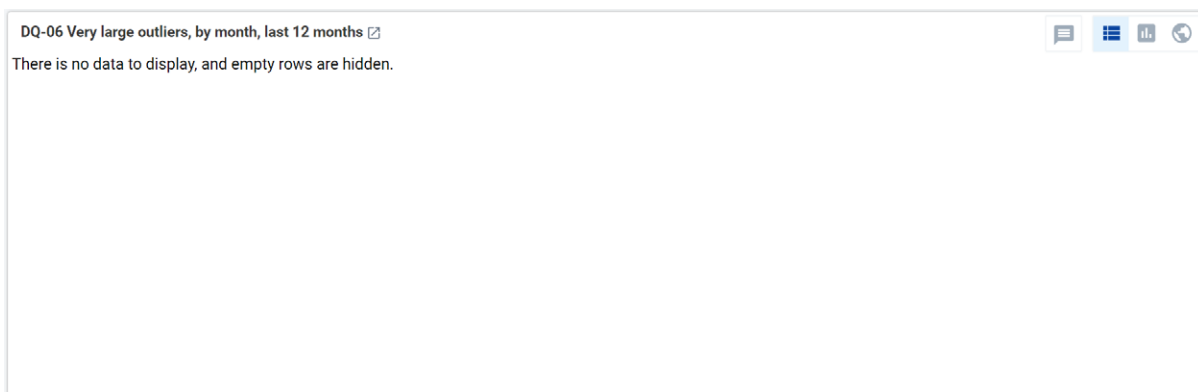 DQ-06 Very large outliers, by month, last 12 months
There is no data to display, and empty rows are hidden.